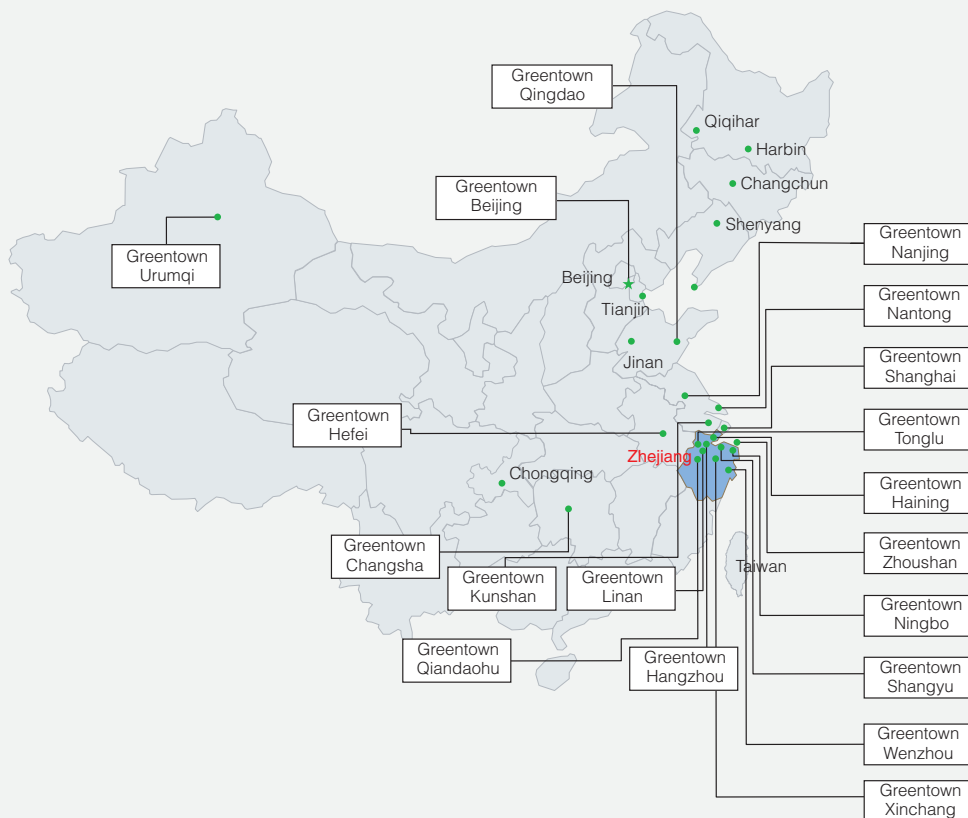 Greentown
Qingdao
Qiqihar
Harbin
Greentown
Beijing
Changchun
Shenyang
Greentown
Urumqi
Greentown
Nanjing
Beijing
Tianjin
Greentown
Nantong
Jinan
Greentown
Shanghai
Greentown
Hefei
Greentown
Tonglu
Zhejiang
Chongqing
Greentown
Haining
Greentown
Changsha
Greentown
Zhoushan
Taiwan
Greentown
Kunshan
Greentown
Linan
Greentown
Ningbo
Greentown
Qiandaohu
Greentown
Hangzhou
Greentown
Shangyu
Greentown
Wenzhou
Greentown
Xinchang